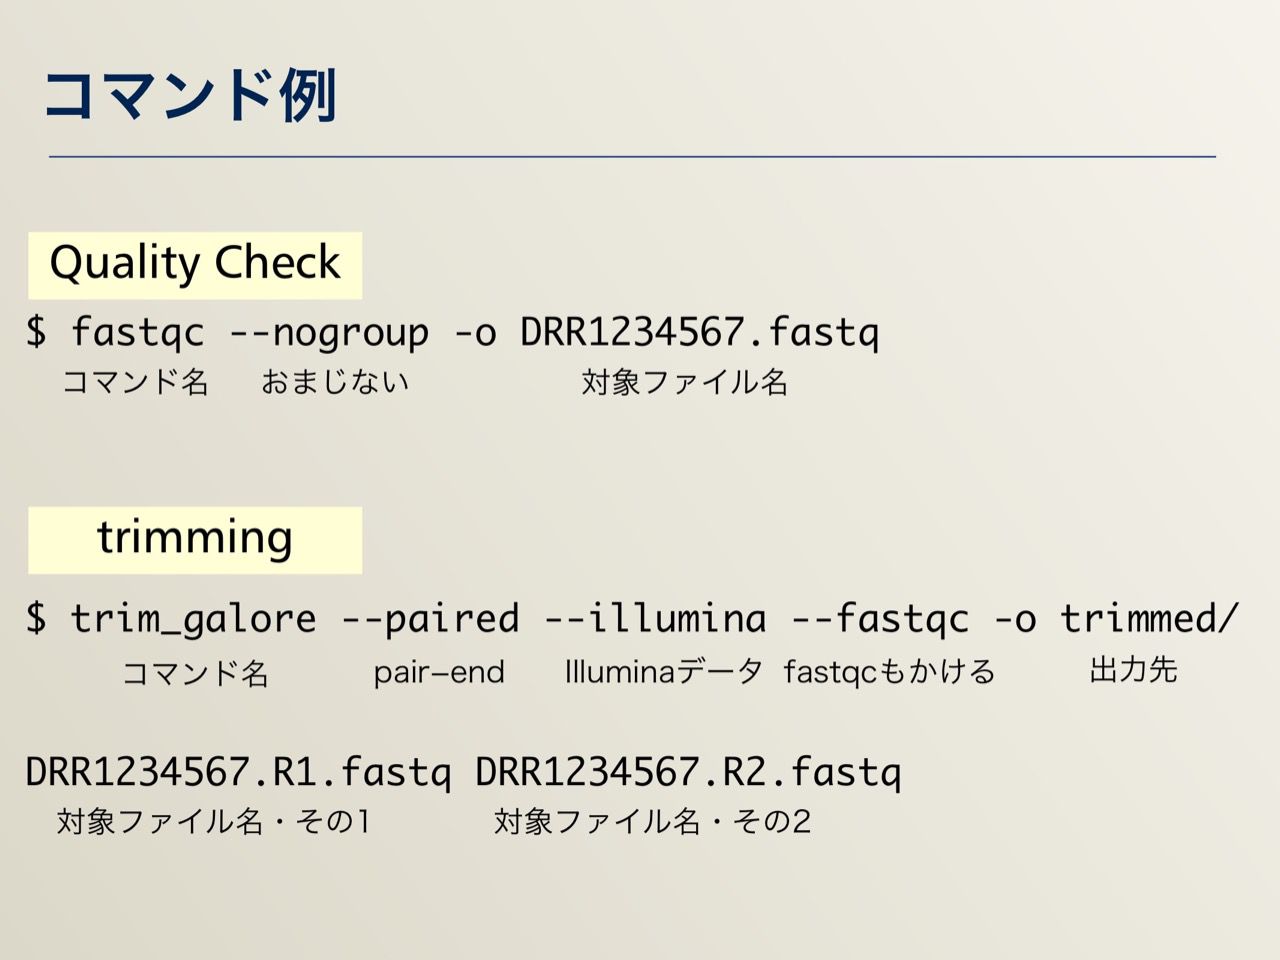 コマンド例
Quality Check
$ fastqc --nogroup -o DRR1234567.fastq
コマンド名 おまじない 対象ファイル名
trimming
$ trim_galore --paired --illumina --fastqc -o trimmed/
コマンド名 pair-end Illuminaデータ fastqcもかける 出力先
DRR1234567.R1.fastq DRR1234567.R2.fastq
対象ファイル名・その1 対象ファイル名・その2